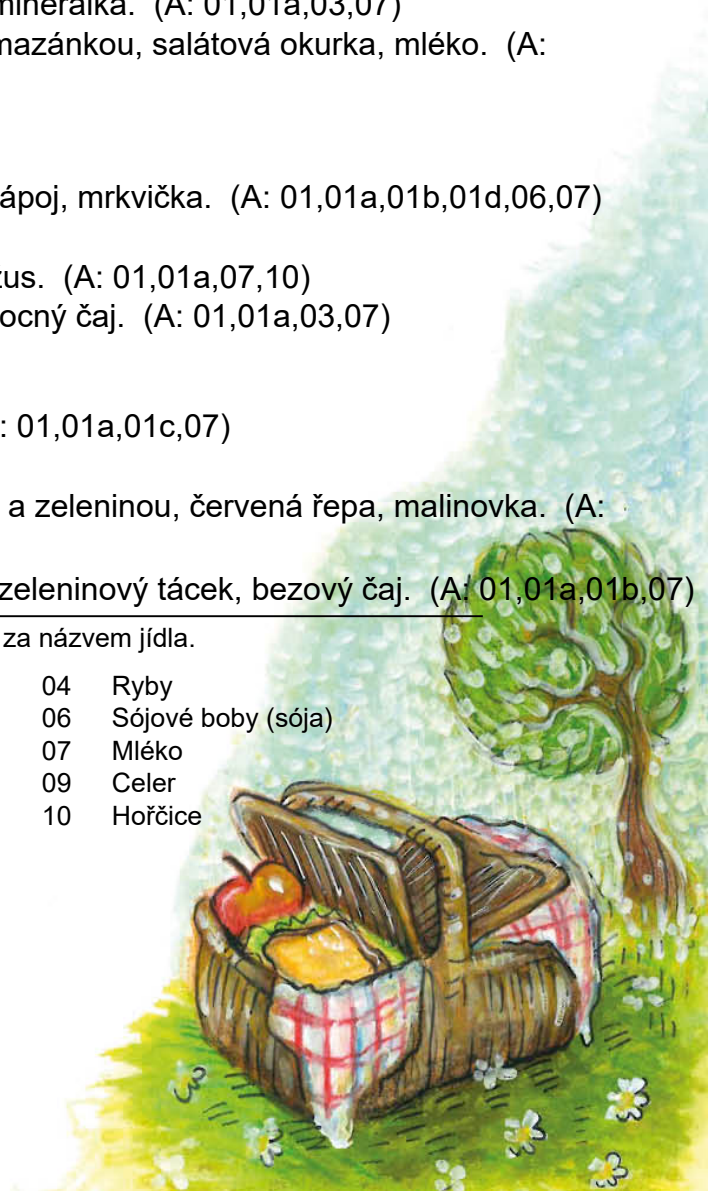 minerálka. (A: 01,01a,03,07)
mazánkou, salátová okurka, mléko. (A:
ápoj, mrkvička. (A: 01,01a,01b,01d,06,07)
zus. (A: 01,01a,07,10)
ocný čaj. (A: 01,01a,03,07)
: 01,01a,01c,07)
a zeleninou, červená řepa, malinovka. (A:
zeleninový tácek, bezový čaj. (A: 01,01a,01b,07)
za názvem jídla.
04 Ryby
06 Sójové boby (sója)
07 Mléko
09 Celer
10 Hořčice